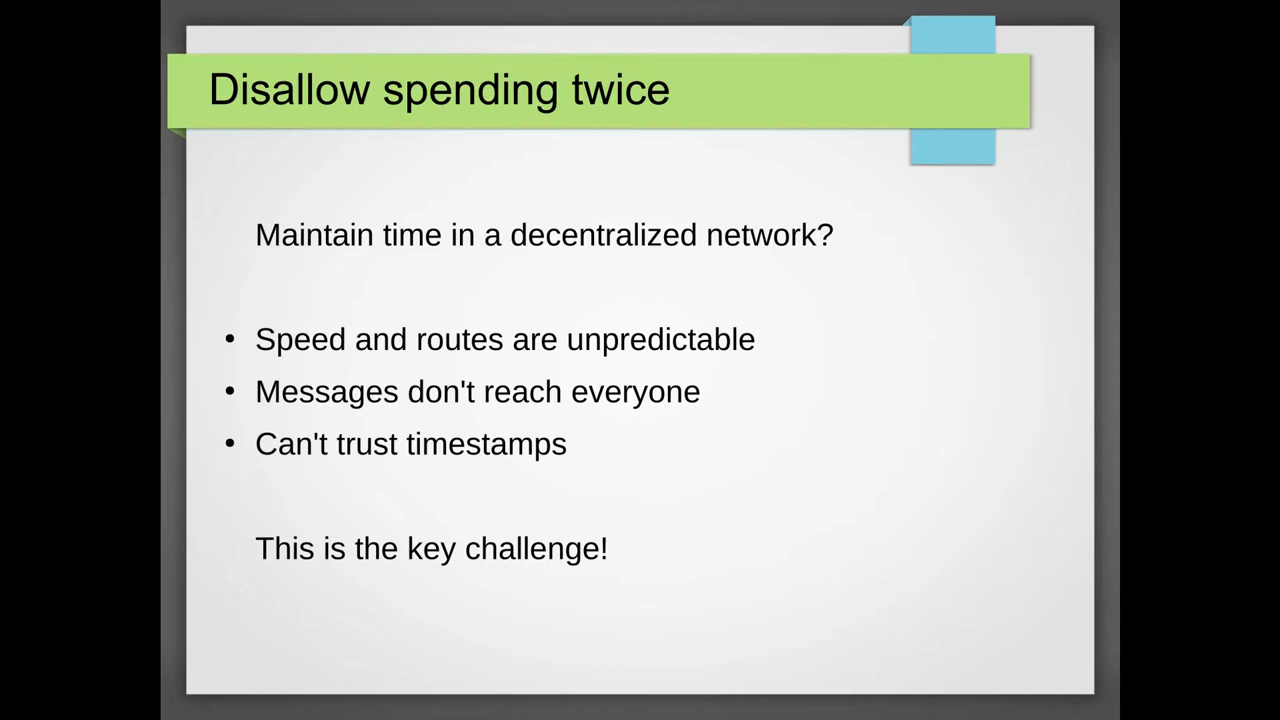 Disallow spending twice
Maintain time in a decentralized network?
• Speed and routes are unpredictable
• Messages don't reach everyone
• Can't trust timestamps
This is the key challenge!